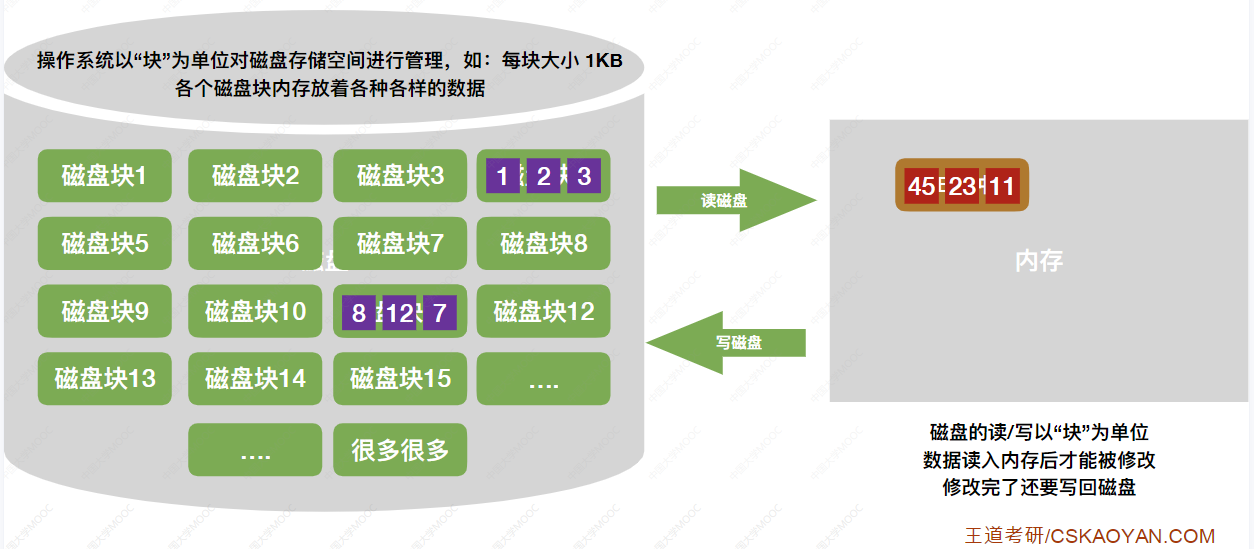 操作系统以“块”为单位对磁盘存储空间进行管理，如：每块大小 1KB
各个磁盘块内存放着各种各样的数据
磁盘块1 磁盘块2 磁盘块3 1 2 3
读磁盘
45 23 11
磁盘块5 磁盘块6 磁盘块7 磁盘块8
内存
磁盘块9 磁盘块10 8 12 7 磁盘块12
写磁盘
磁盘块13 磁盘块14 磁盘块15 ....
.... 很多很多
磁盘的读/写以“块”为单位
数据读入内存后才能被修改
修改完了还要写回磁盘
王道考研/CSKAOYAN.COM
中国大学MOOC